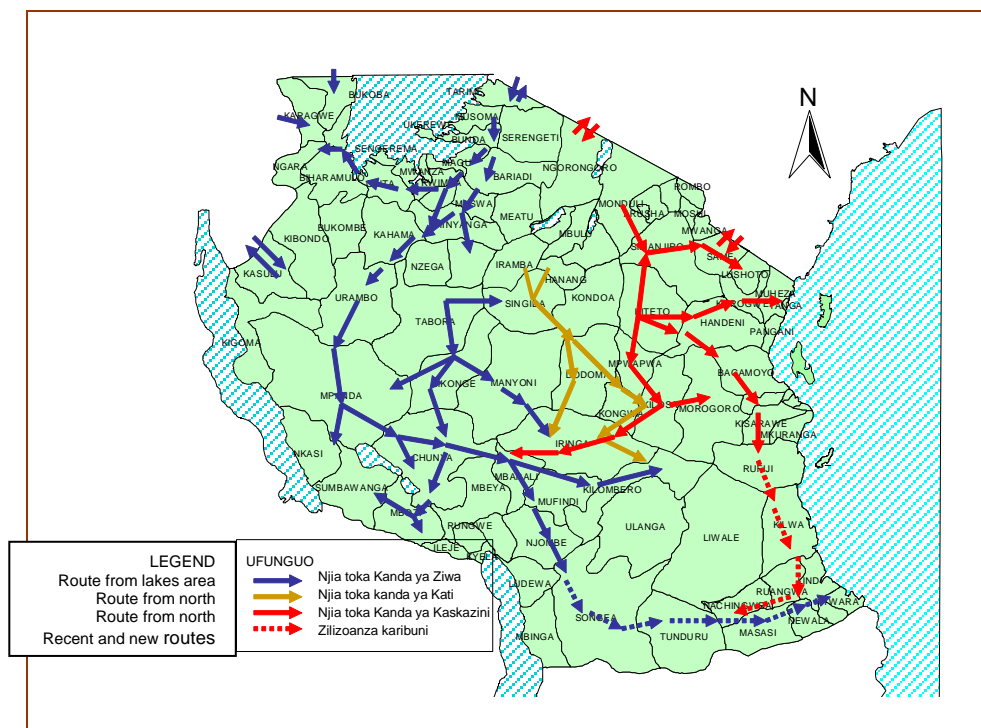 N
BUKOBA
TARIME
KARAGWE
MUSOMA
UKEREWE
BUNDA
SERENGETI
SENGEREMA
MAGU
NGORONGORO
NGARA
MWANZA
BIHARAMULO
KWIMBA
BARIADI
ROMBO
MONDULI
ARUSHA
MOSHI
MEATU
BUKOMBE
MBULU
MWANGA
KIBONDO
KAHAMA
SIMANJIRO
SAME
KASULU
NZEGA
IRAMBA
HANANG
LUSHOTO
MUHEZA
URAMBO
SINGIDA
KONDOA
KOROGWE
TANGA
TABORA
KITETO
HANDENI
PANGANI
KIGOMA
MPWAPWA
DODOMA
BAGAMOYO
SIKONGE
MANYONI
MPANDA
KILOSA
MOROGORO
KONGWA
KISARAWE
MKURANGA
IRINGA
NKASI
CHUNYA
RUFIJI
SUMBAWANGA
MBARALI
MBEYA
KILOMBERO
MUFINDI
MBOZI
RUNGWE
ULANGA
KILWA
LIWALE
NJOMBE
ILEJE
KYELA
LUDEWA
LINDI
RUANGWA
NACHINGWEA
MTWARA
SONGEA
NEWALA
MBINGA
TUNDURU
MASASI
LEGEND
Route from lakes area
Route from north
Route from north
Recent and new routes
UFUNGUO
Njia toka Kanda ya Ziwa
Njia toka kanda ya Kati
Njia toka Kanda ya Kaskazini
Zilizoanza karibuni